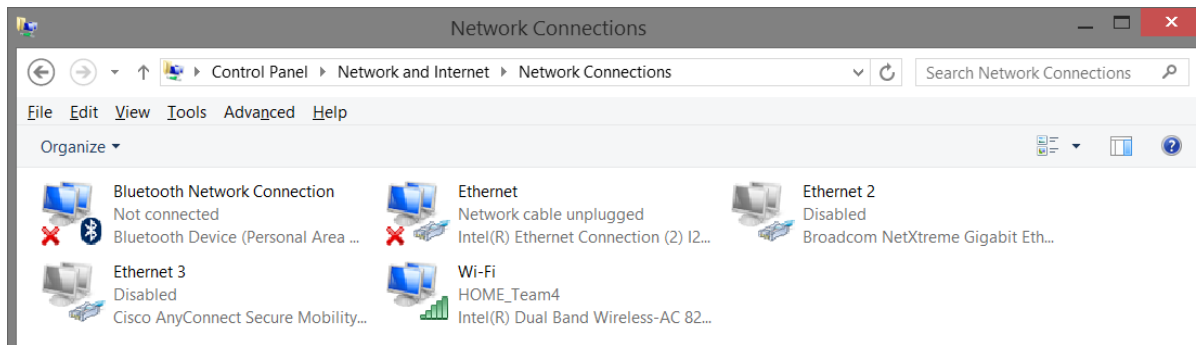 Network Connections
Control Panel Network and Internet Network Connections
Search Network Connections
File Edit View Tools Advanced Help
Organize
Bluetooth Network Connection
Not connected
Bluetooth Device (Personal Area ...
Ethernet
Network cable unplugged
Intel(R) Ethernet Connection (2) I2...
Ethernet 2
Disabled
Broadcom NetXtreme Gigabit Eth...
Ethernet 3
Disabled
Cisco AnyConnect Secure Mobility...
Wi-Fi
HOME_Team4
Intel(R) Dual Band Wireless-AC 82...